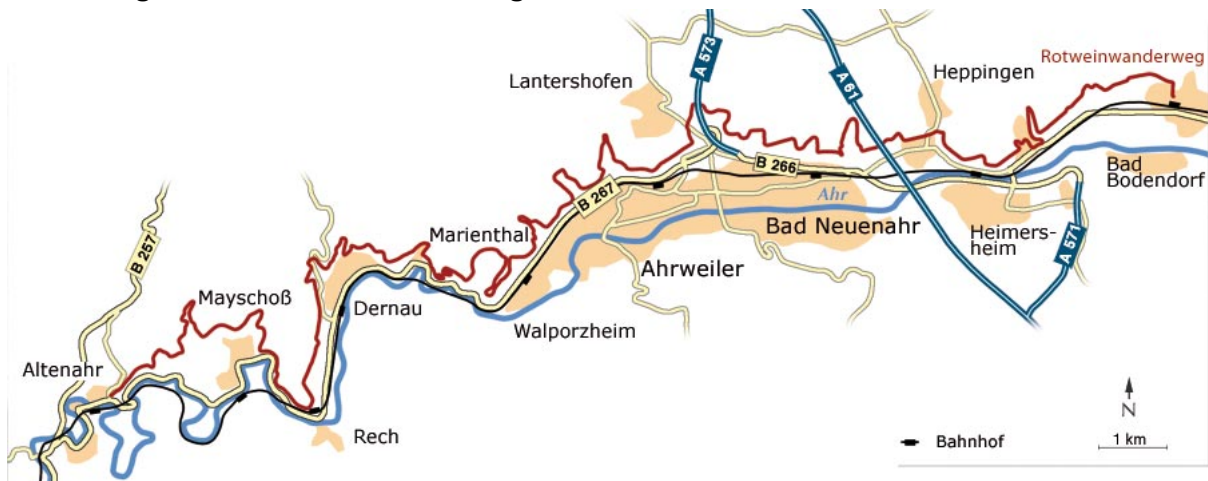 A 573
A 61
Rotweinwanderweg
Heppingen
Lantershofen
B 266
B 267
Ahr
Bad
Bodendorf
Bad Neuenahr
Heimers-
heim
A 571
Marienthal
Ahrweiler
B 257
Mayschoß
Dernau
Walporzheim
Altenahr
Rech
N
Bahnhof
1 km